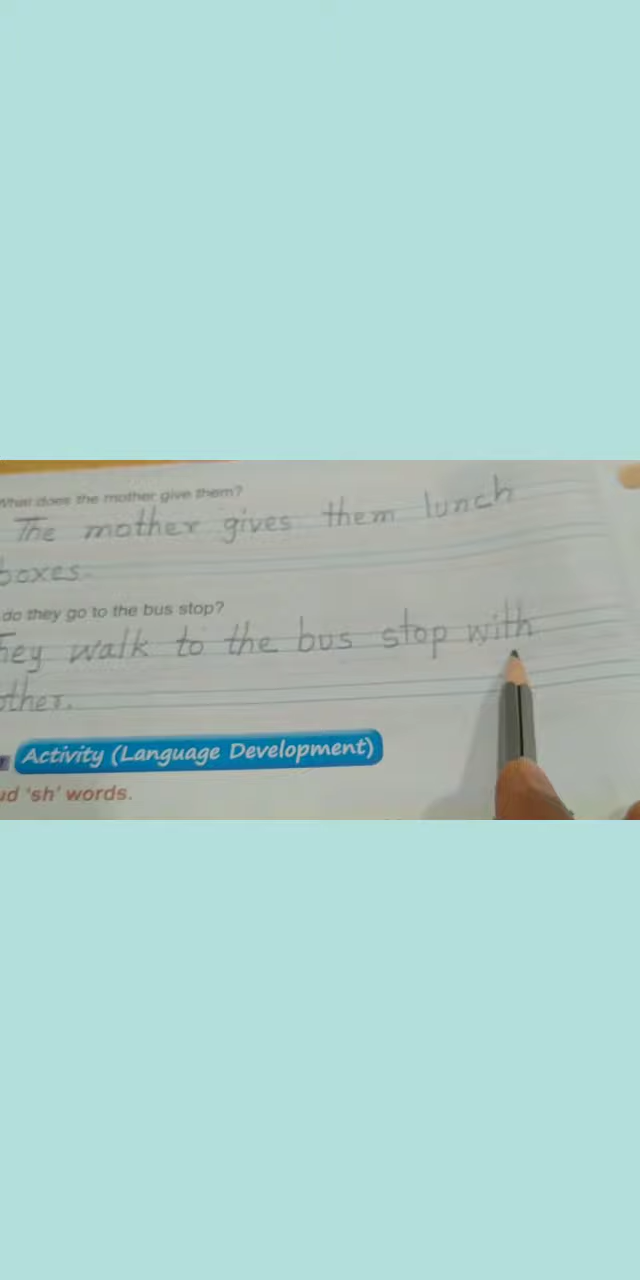 What does the mother give them?
The mother gives them lunch
boxes.
do they go to the bus stop?
hey walk to the bus stop with
other.
Activity (Language Development)
ud 'sh' words.